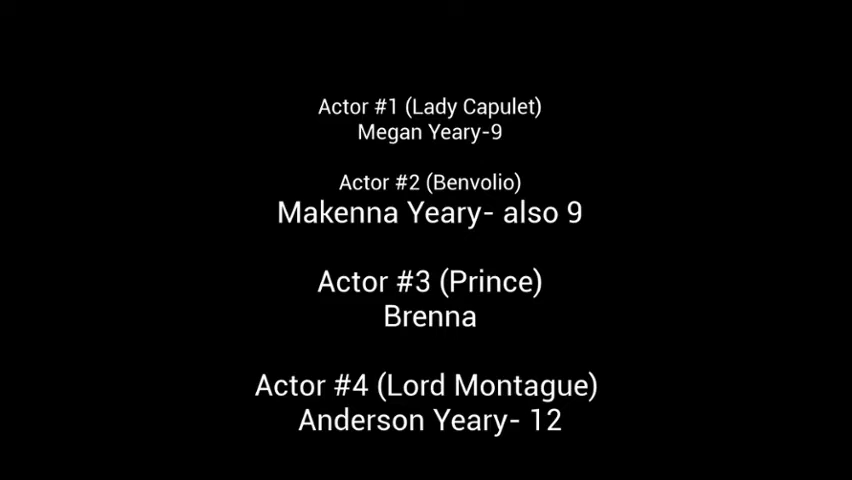 Actor #1 (Lady Capulet)
Megan Yeary-9
Actor #2 (Benvolio)
Makenna Yeary- also 9
Actor #3 (Prince)
Brenna
Actor #4 (Lord Montague)
Anderson Yeary- 12